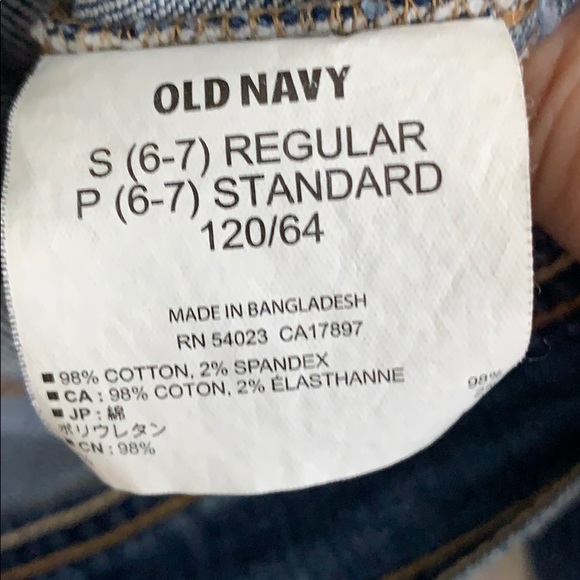 OLD NAVY
S (6-7) REGULAR
P (6-7) STANDARD
120/64
MADE IN BANGLADESH
RN 54023 CA17897
■ 98% COTTON, 2% SPANDEX
■ CA : 98% COTON, 2% ÉLASTHANNE
■ JP : 綿
ポリウレタン
■ CN : 98%
98%